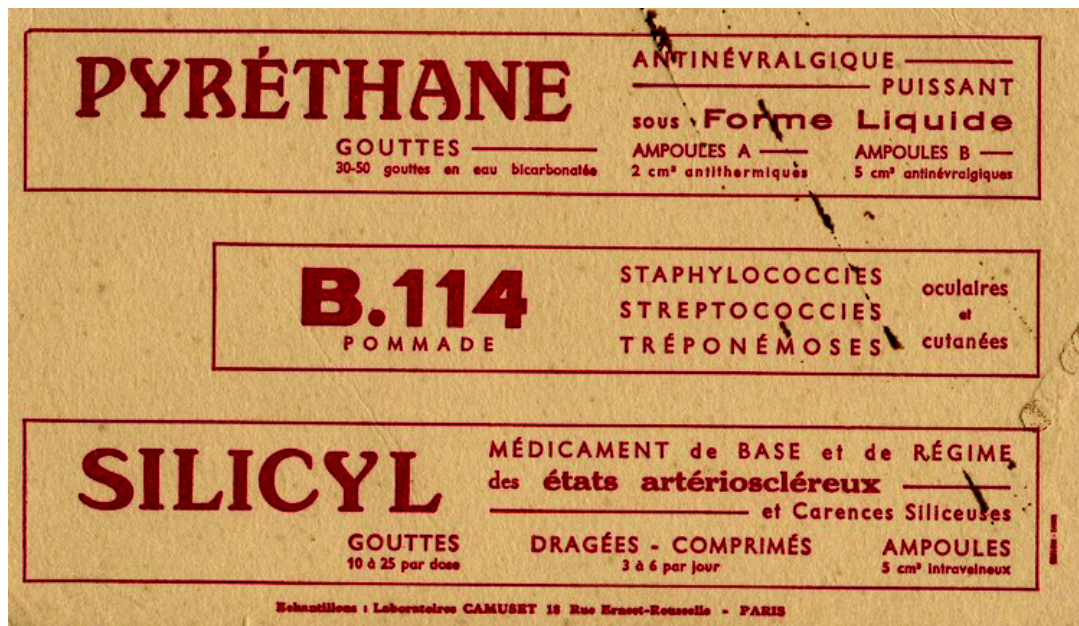 PYRÉTHANE
GOUTTES
30-50 gouttes en eau bicarbonatée
ANTINÉVRALGIQUE
PUISSANT
sous Forme Liquide
AMPOULES A
2 cm³ antithermiques
AMPOULES B
5 cm³ antinévralgiques
B.114
POMMADE
STAPHYLOCOCCIES
STREPTOCOCCIES
TRÉPONÉMOSES
oculaires
et
cutanées
SILICYL
MÉDICAMENT de BASE et de RÉGIME
des états artérioscléreux
et Carences Siliceuses
GOUTTES
10 à 25 par dose
DRAGÉES - COMPRIMÉS
3 à 6 par jour
AMPOULES
5 cm³ intraveineux
Echantillons : Laboratoires CAMUSET 18 Rue Ernest-Rousselle - PARIS